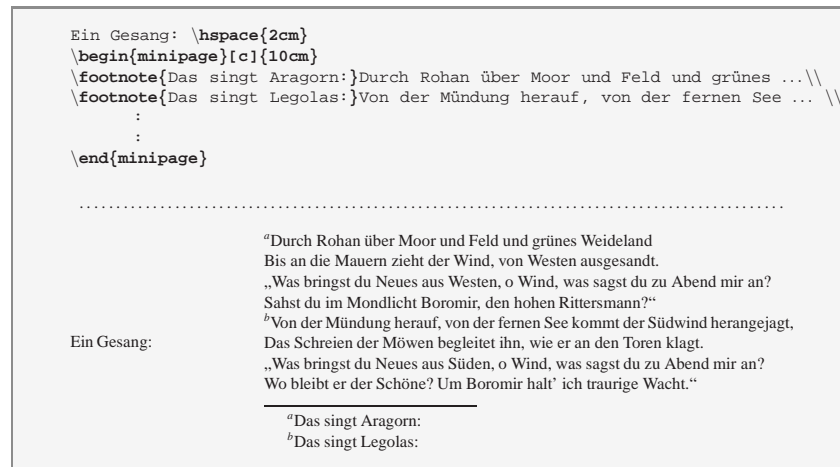 Ein Gesang: \hspace{2cm}
\begin{minipage}[c]{10cm}
\footnote{Das singt Aragorn:}Durch Rohan über Moor und Feld und grünes ...\\
\footnote{Das singt Legolas:}Von der Mündung herauf, von der fernen See ... \\
:
:
\end{minipage}
ᵃDurch Rohan über Moor und Feld und grünes Weideland
Bis an die Mauern zieht der Wind, von Westen ausgesandt.
„Was bringst du Neues aus Westen, o Wind, was sagst du zu Abend mir an?
Sahst du im Mondlicht Boromir, den hohen Rittersmann?“
ᵇVon der Mündung herauf, von der fernen See kommt der Südwind herangejagt,
Ein Gesang: Das Schreien der Möwen begleitet ihn, wie er an den Toren klagt.
„Was bringst du Neues aus Süden, o Wind, was sagst du zu Abend mir an?
Wo bleibt er der Schöne? Um Boromir halt’ ich traurige Wacht.“
ᵃDas singt Aragorn:
ᵇDas singt Legolas: